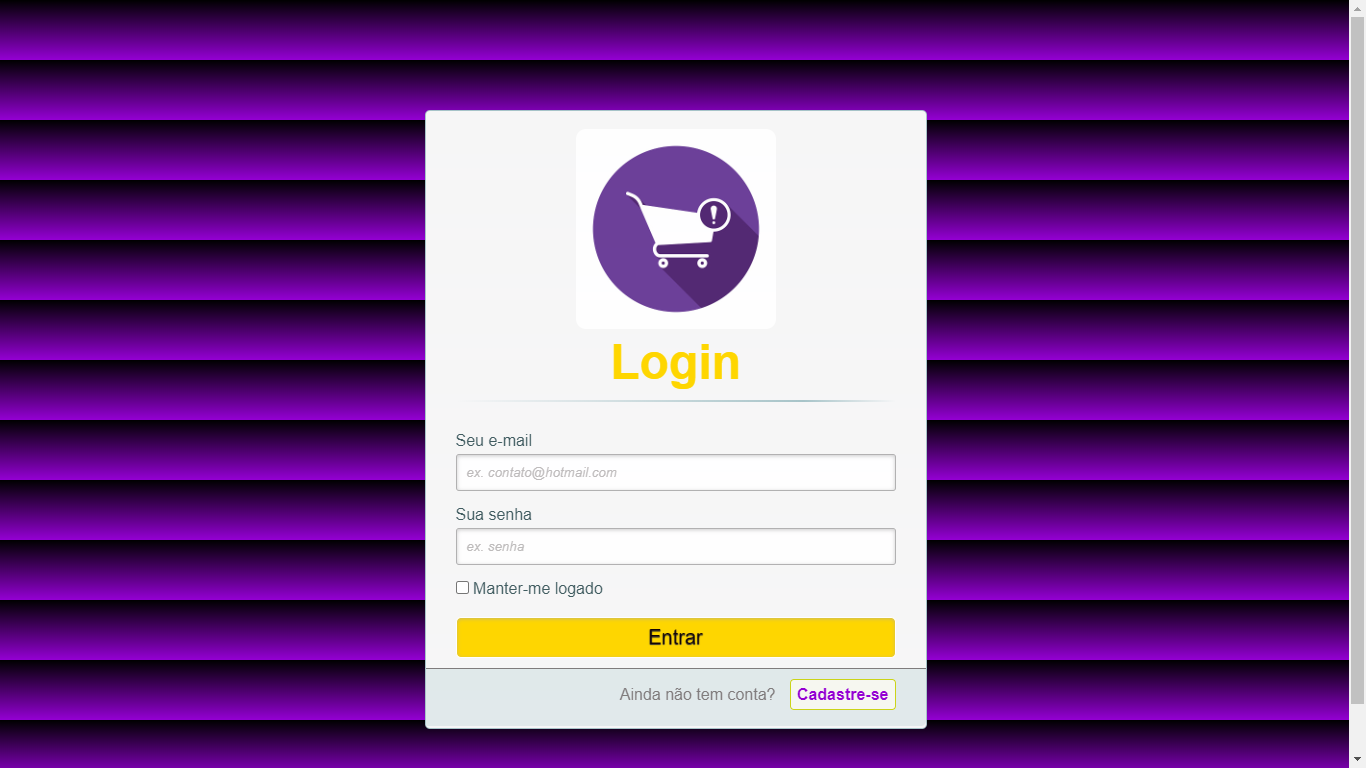 Login
Seu e-mail
ex. contato@hotmail.com
Sua senha
ex. senha
Manter-me logado
Entrar
Ainda não tem conta? Cadastre-se